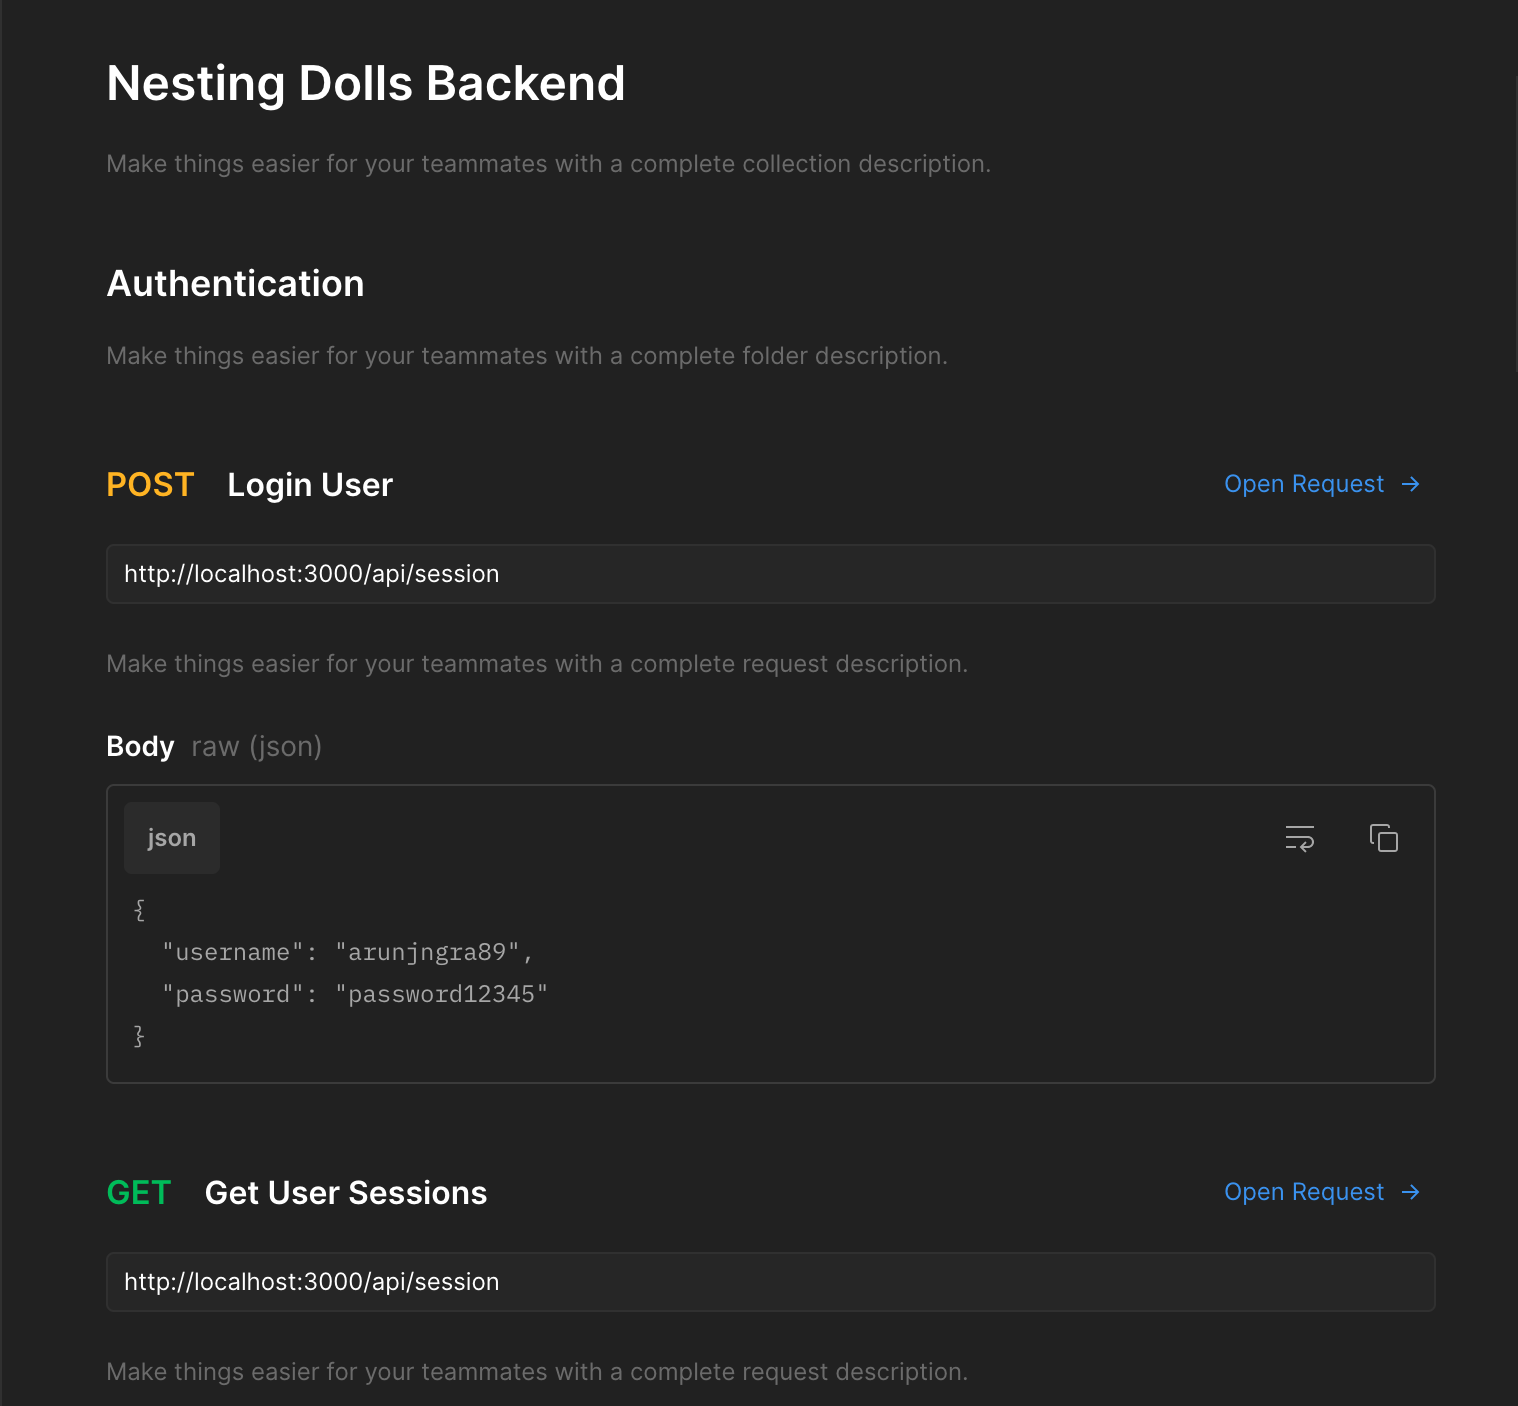 Nesting Dolls Backend
Make things easier for your teammates with a complete collection description.
Authentication
Make things easier for your teammates with a complete folder description.
POST Login User Open Request →
http://localhost:3000/api/session
Make things easier for your teammates with a complete request description.
Body raw (json)
json
{
  "username": "arunjngra89",
  "password": "password12345"
}
GET Get User Sessions Open Request →
http://localhost:3000/api/session
Make things easier for your teammates with a complete request description.